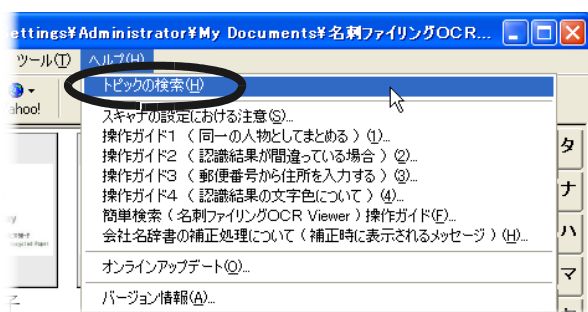 ettings¥Administrator¥My Documents¥名刺ファイリングOCR...
ツール(T) ヘルプ(H)
トピックの検索(H)
ahoo!
スキャナの設定における注意(S)...
操作ガイド1 （ 同一の人物としてまとめる ） (1)...
操作ガイド2 （ 認識結果が間違っている場合 ） (2)...
操作ガイド3 （ 郵便番号から住所を入力する ） (3)...
操作ガイド4 （ 認識結果の文字色について ） (4)...
簡単検索（ 名刺ファイリングOCR Viewer ）操作ガイド(F)...
会社名辞書の補正処理について（ 補正時に表示されるメッセージ ） (H)...
オンラインアップデート(O)...
バージョン情報(A)...
タ
ナ
ハ
マ